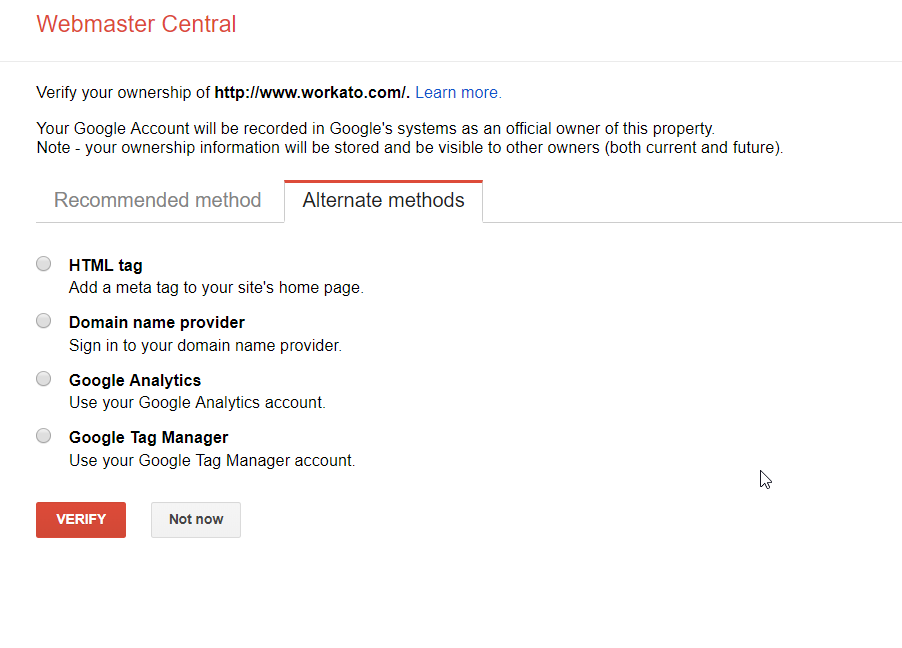 Webmaster Central
Verify your ownership of http://www.workato.com/. Learn more.
Your Google Account will be recorded in Google's systems as an official owner of this property.
Note - your ownership information will be stored and be visible to other owners (both current and future).
Recommended method Alternate methods
HTML tag
Add a meta tag to your site's home page.
Domain name provider
Sign in to your domain name provider.
Google Analytics
Use your Google Analytics account.
Google Tag Manager
Use your Google Tag Manager account.
VERIFY Not now